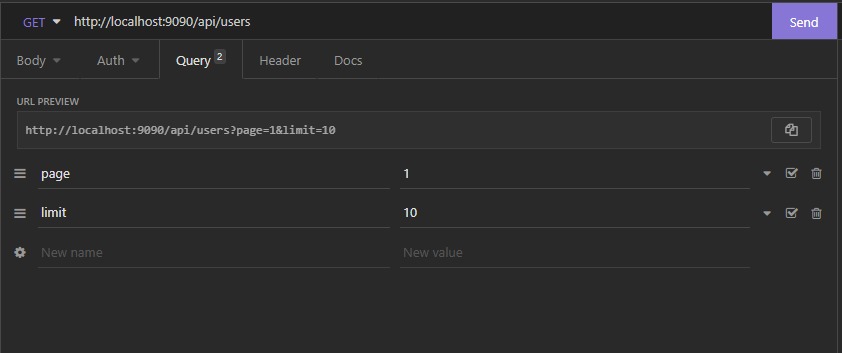 GET http://localhost:9090/api/users Send
Body Auth Query 2 Header Docs
URL PREVIEW
http://localhost:9090/api/users?page=1&limit=10
page 1
limit 10
New name New value